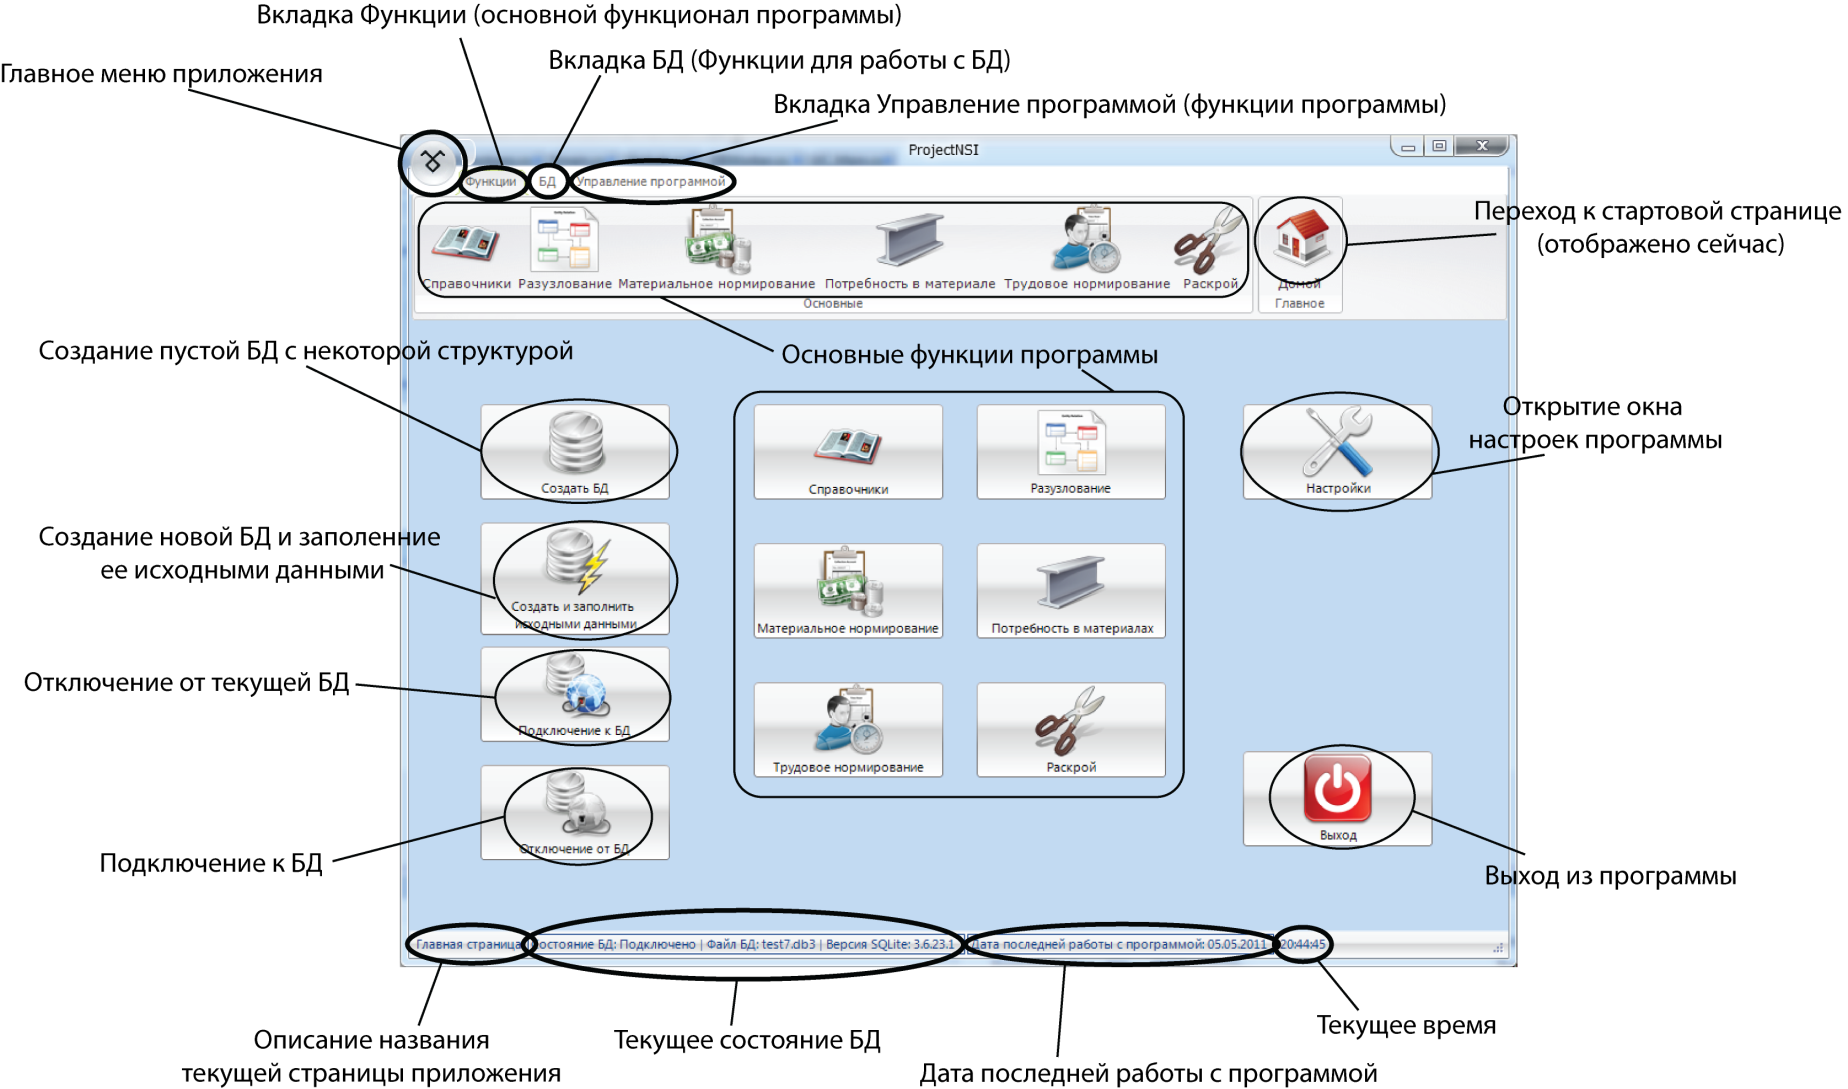 Вкладка Функции (основной функционал программы)
Вкладка БД (Функции для работы с БД)
Главное меню приложения
Вкладка Управление программой (функции программы)
ProjectNSI
Функции
БД
Управление программой
Переход к стартовой странице
(отображено сейчас)
Справочники
Разузлование
Материальное нормирование
Потребность в материале
Трудовое нормирование
Раскрой
Домой
Основные
Главное
Создание пустой БД с некоторой структурой
Основные функции программы
Открытие окна
настроек программы
Создать БД
Справочники
Разузлование
Настройки
Создание новой БД и заполенние
ее исходными данными
Создать и заполнить
исходными данными
Материальное нормирование
Потребность в материалах
Отключение от текущей БД
Подключение к БД
Трудовое нормирование
Раскрой
Выход
Отключение от БД
Подключение к БД
Выход из программы
Главная страница
Состояние БД: Подключено | Файл БД: test7.db3 | Версия SQLite: 3.6.23.1
Дата последней работы с программой: 05.05.2011
20:44:45
Описание названия
текущей страницы приложения
Текущее состояние БД
Дата последней работы с программой
Текущее время